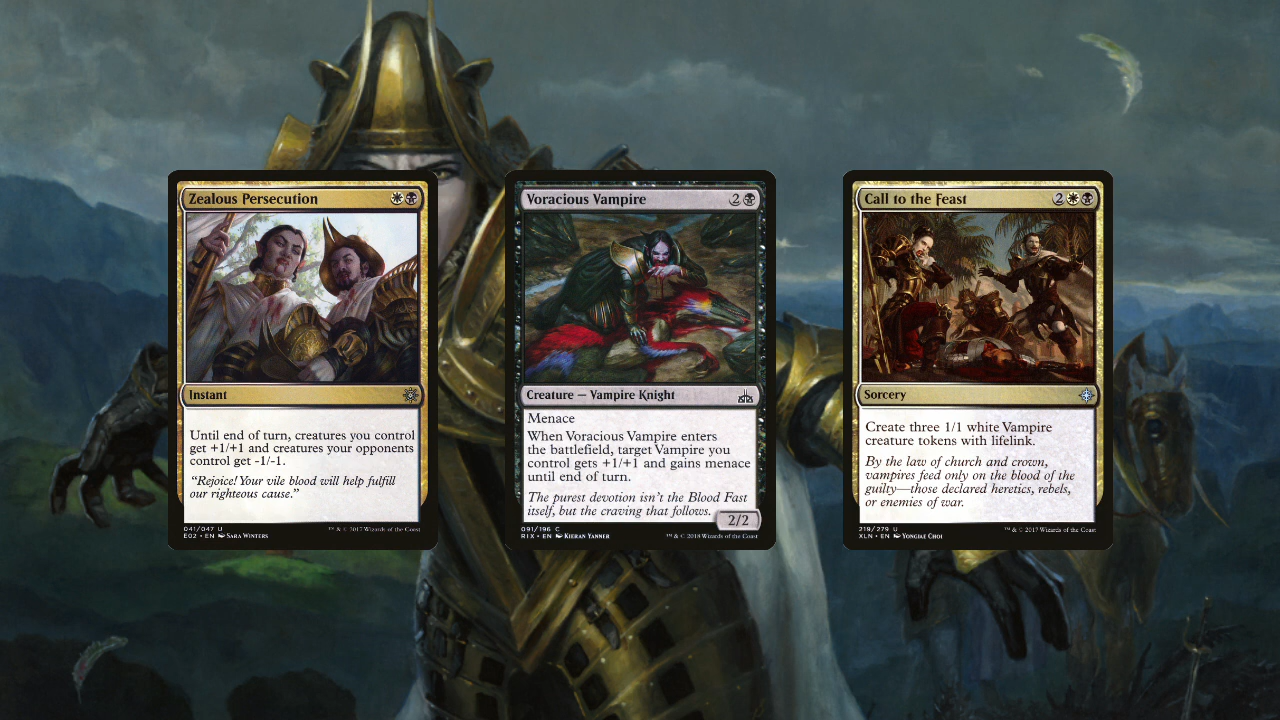 Zealous Persecution
Instant
Until end of turn, creatures you control
get +1/+1 and creatures your opponents
control get -1/-1.
“Rejoice! Your vile blood will help fulfill
our righteous cause.”
041/047 U
E02 • EN SARA WINTERS
™ & © 2017 Wizards of the Coast
Voracious Vampire 2
Creature — Vampire Knight
Menace
When Voracious Vampire enters
the battlefield, target Vampire you
control gets +1/+1 and gains menace
until end of turn.
The purest devotion isn’t the Blood Fast
itself, but the craving that follows.
2/2
091/196 C
RIX • EN KIERAN YANNER
™ & © 2018 Wizards of the Coast
Call to the Feast 2
Sorcery
Create three 1/1 white Vampire
creature tokens with lifelink.
By the law of church and crown,
vampires feed only on the blood of the
guilty—those declared heretics, rebels,
or enemies of war.
219/279 U
XLN • EN YONGJAE CHOI
™ & © 2017 Wizards of the Coast